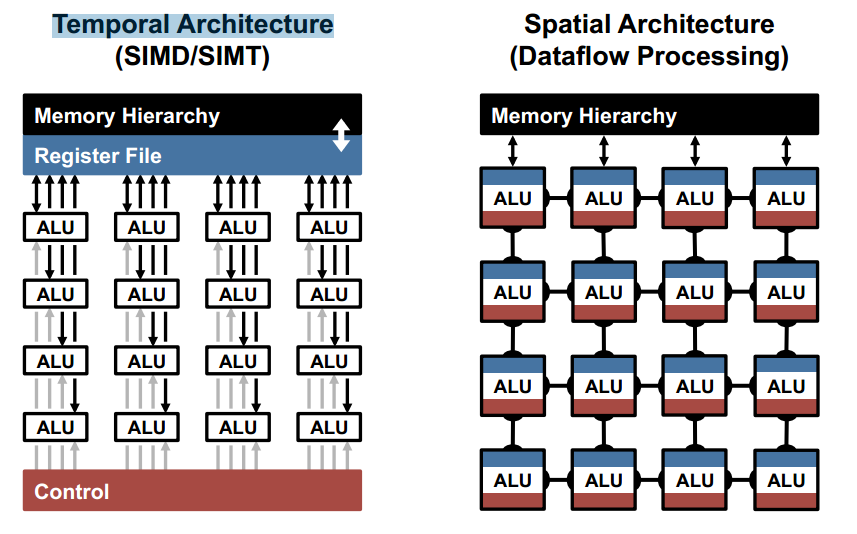 Temporal Architecture
(SIMD/SIMT)
Memory Hierarchy
Register File
ALU ALU ALU ALU
ALU ALU ALU ALU
ALU ALU ALU ALU
ALU ALU ALU ALU
Control
Spatial Architecture
(Dataflow Processing)
Memory Hierarchy
ALU ALU ALU ALU
ALU ALU ALU ALU
ALU ALU ALU ALU
ALU ALU ALU ALU